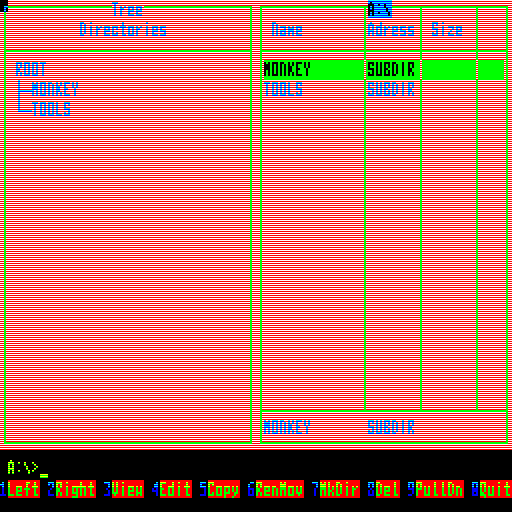 Tree A:\
Directories Name Adress Size
ROOT MONKEY SUBDIR
MONKEY TOOLS SUBDIR
TOOLS
MONKEY SUBDIR
A:\>_
1Left 2Right 3View 4Edit 5Copy 6RenMov 7MkDir 8Del 9PullDn 0Quit